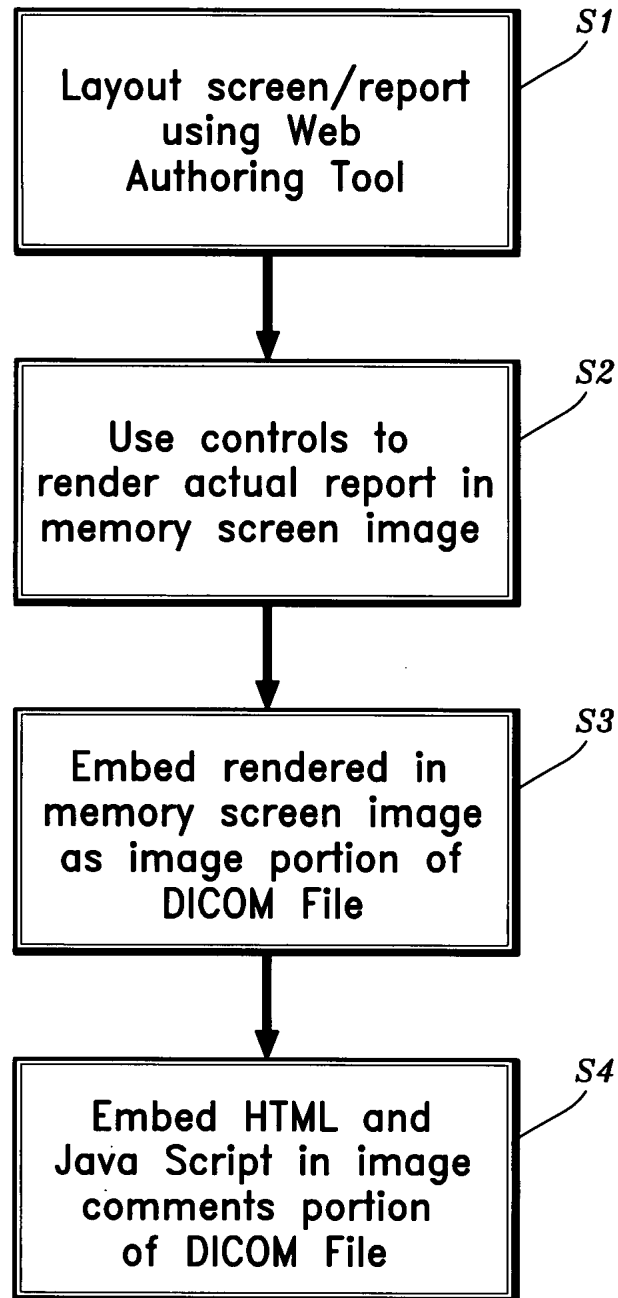 S1
Layout screen/report
using Web
Authoring Tool
S2
Use controls to
render actual report in
memory screen image
S3
Embed rendered in
memory screen image
as image portion of
DICOM File
S4
Embed HTML and
Java Script in image
comments portion
of DICOM File